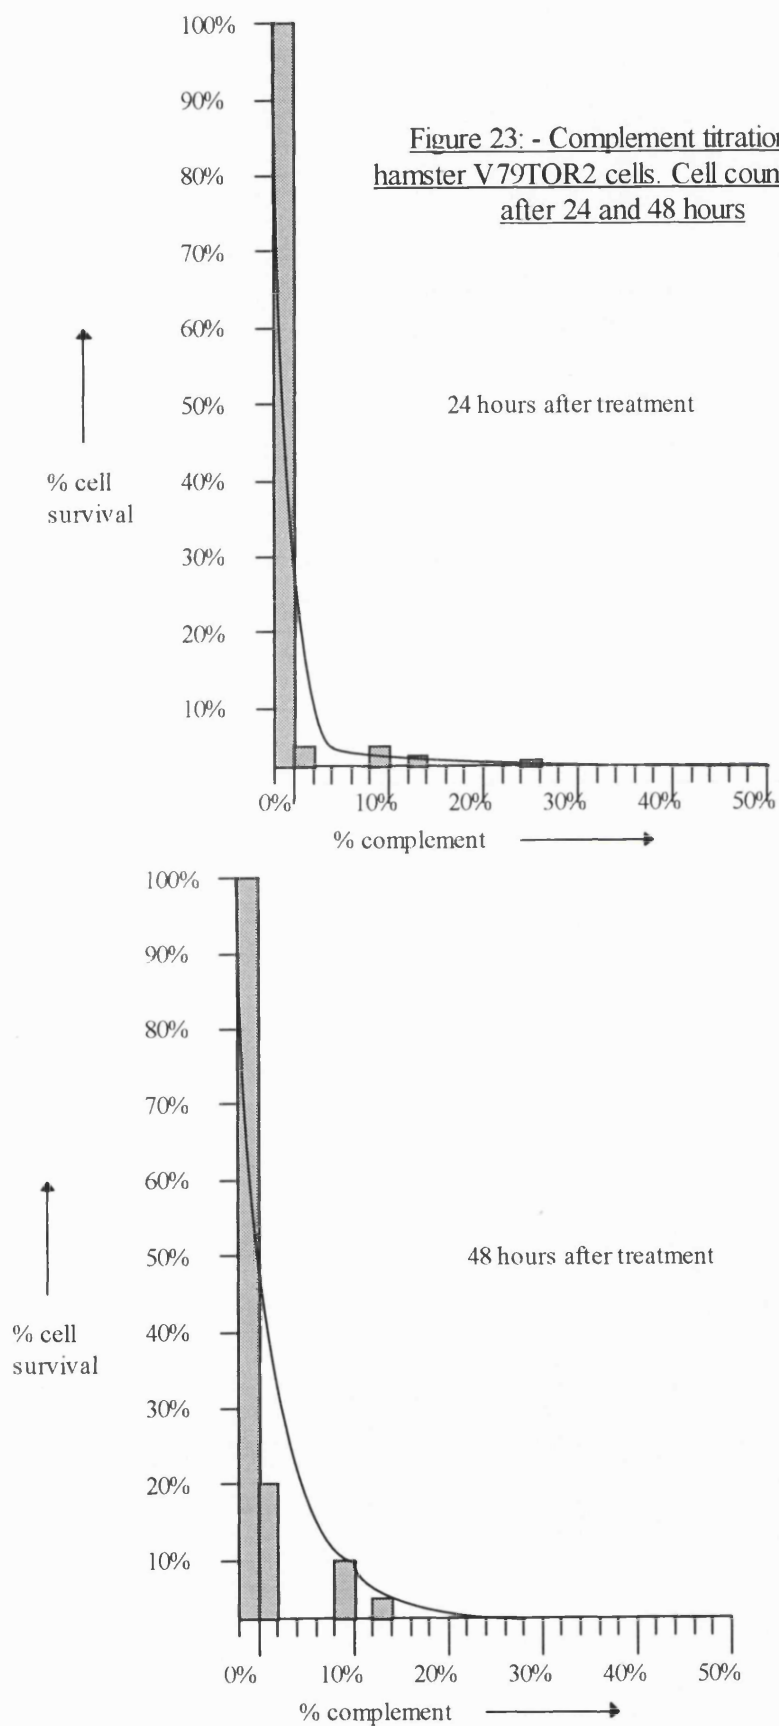 100%
90%
Figure 23: - Complement titration
hamster V79TOR2 cells. Cell coun
after 24 and 48 hours
80%
70%
60%
50%
24 hours after treatment
40%
% cell
survival
30%
20%
10%
0% 10% 20% 30% 40% 50%
% complement
100%
90%
80%
70%
60%
50%
48 hours after treatment
40%
% cell
survival
30%
20%
10%
0% 10% 20% 30% 40% 50%
% complement